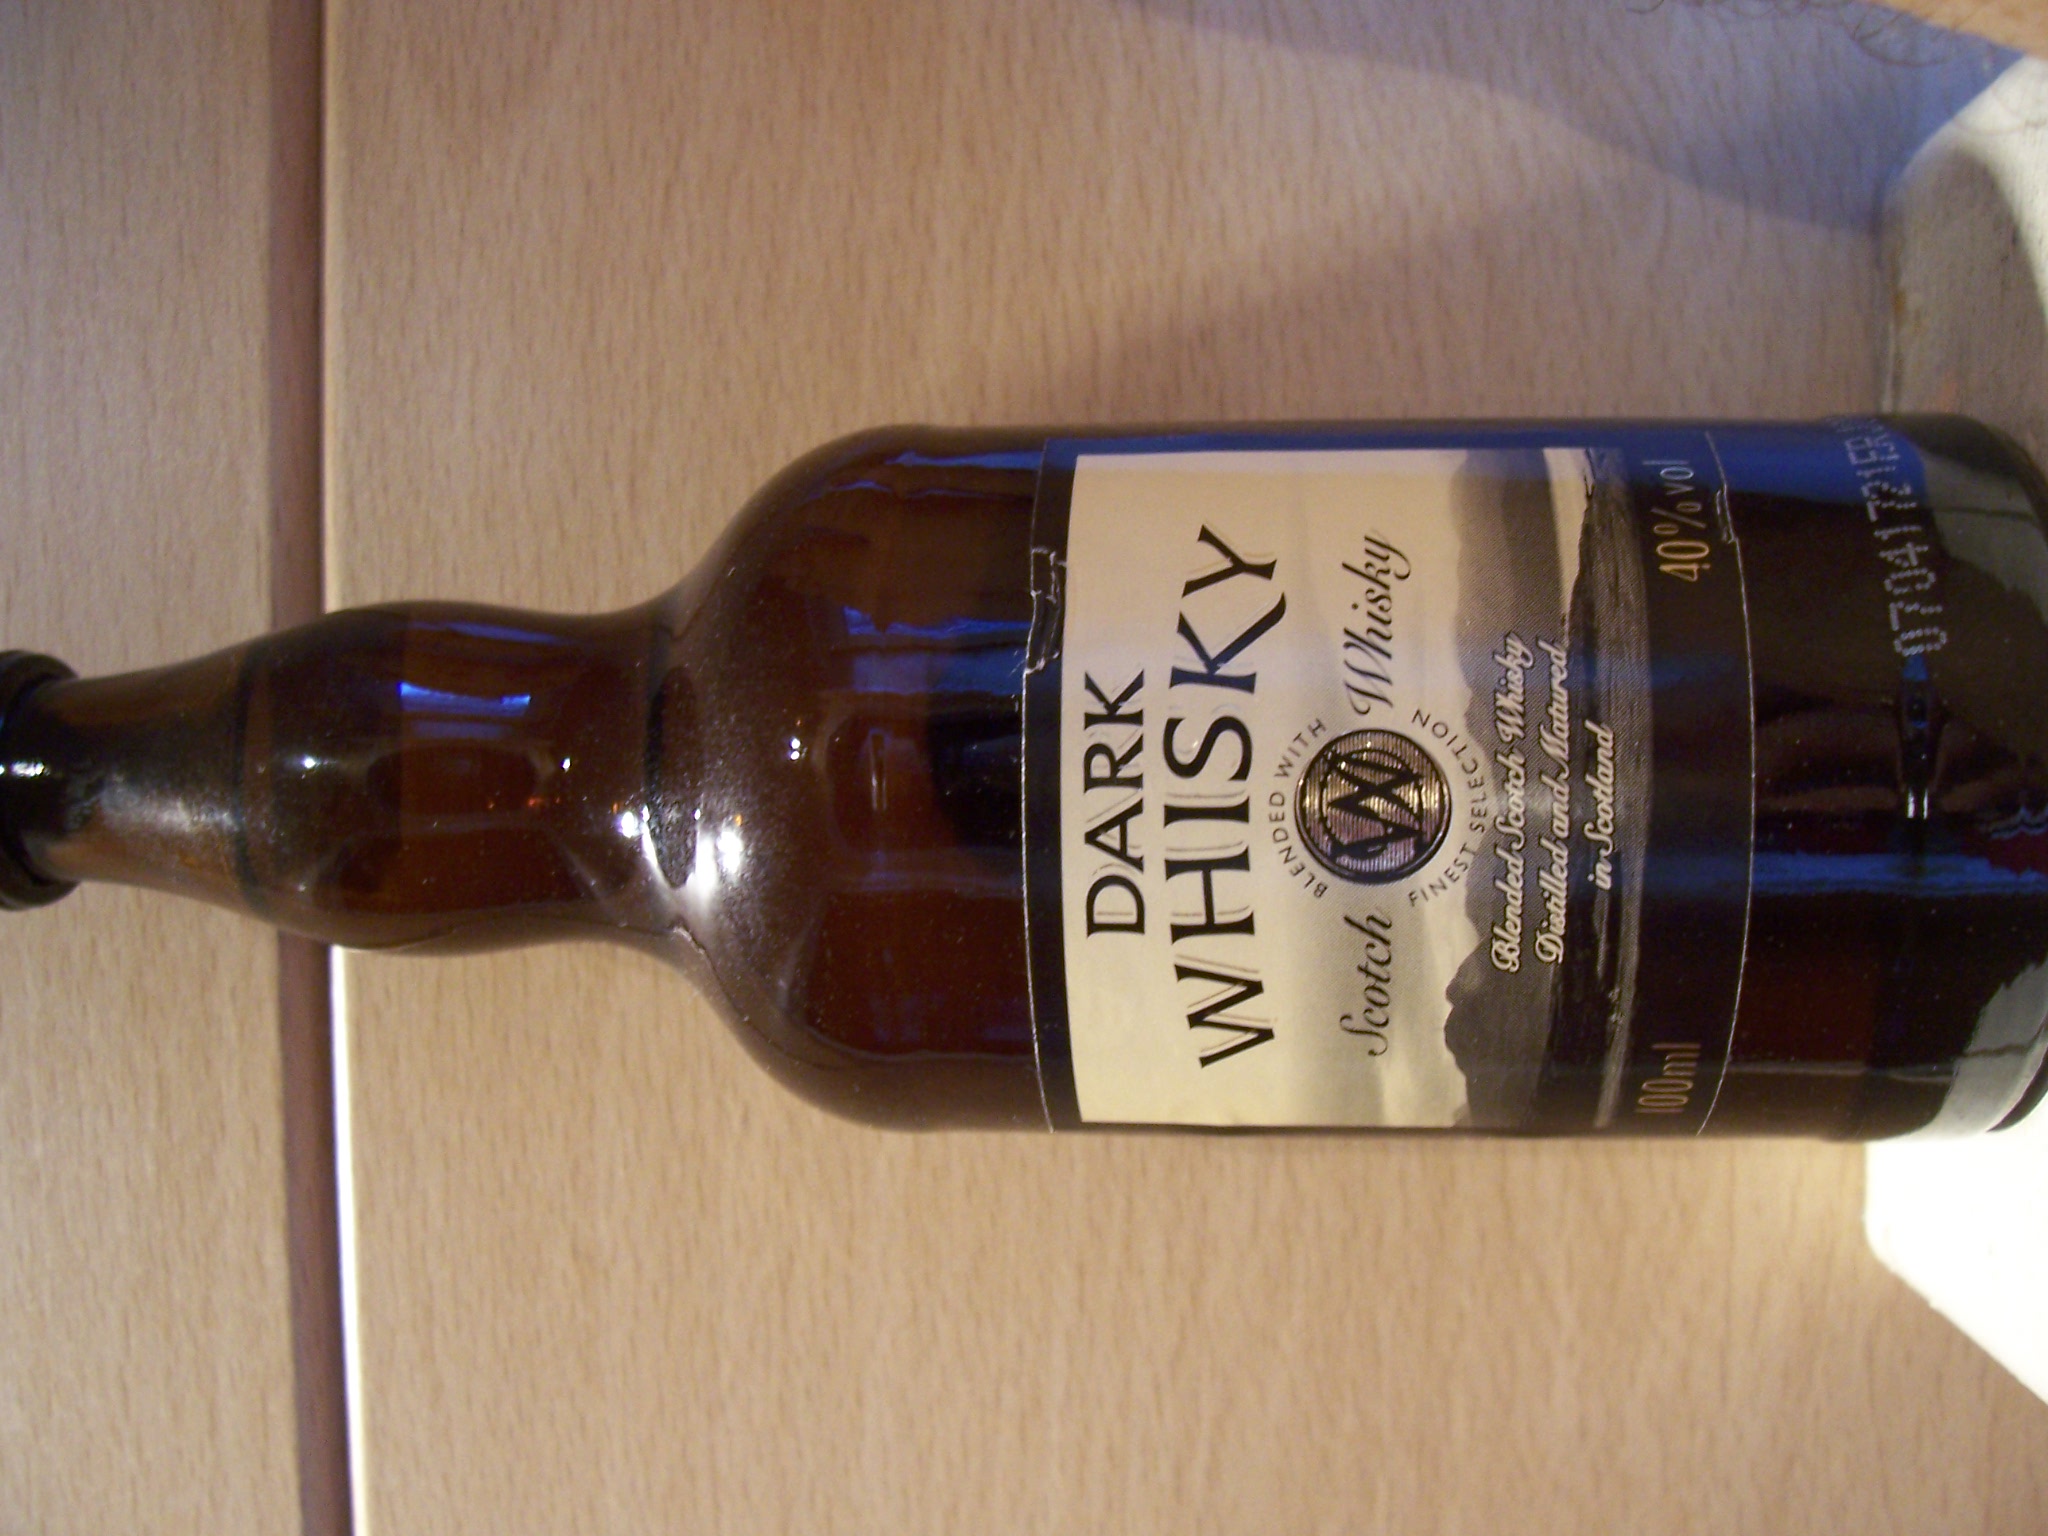 DARK
WHISKY
BLENDED WITH
Scotch Whisky
FINEST SELECTION
Blended Scotch Whisky
Distilled and Matured
in Scotland
100ml
40%vol